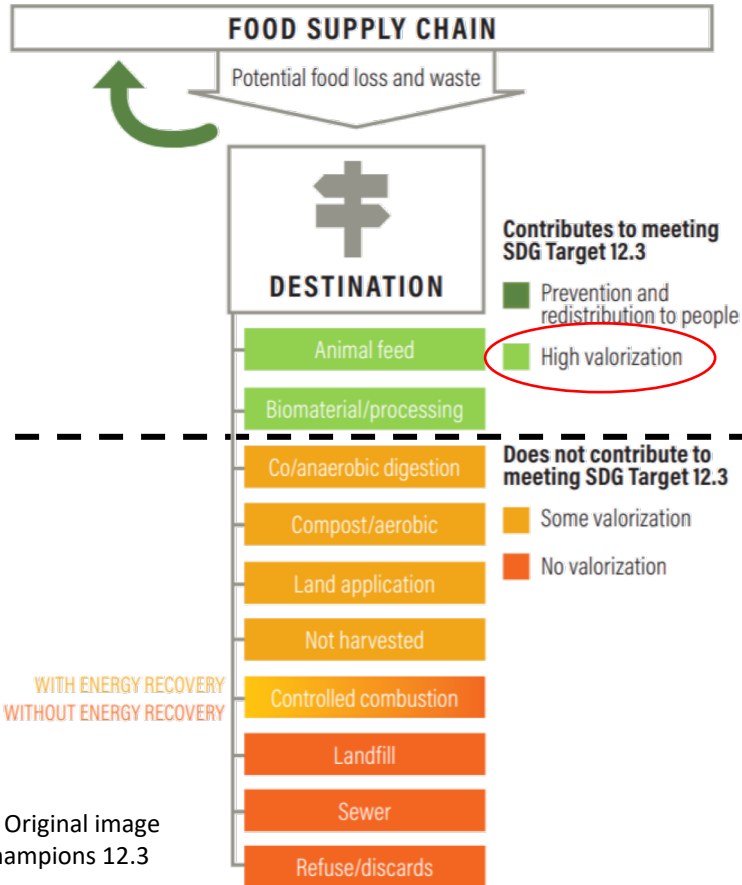 FOOD SUPPLY CHAIN
Potential food loss and waste
DESTINATION
Contributes to meeting
SDG Target 12.3
Prevention and
redistribution to people
High valorization
Animal feed
Biomaterial/processing
Does not contribute to
meeting SDG Target 12.3
Some valorization
No valorization
Co/anaerobic digestion
Compost/aerobic
Land application
Not harvested
WITH ENERGY RECOVERY
WITHOUT ENERGY RECOVERY
Controlled combustion
Landfill
Sewer
Refuse/discards
Original image
hampions 12.3